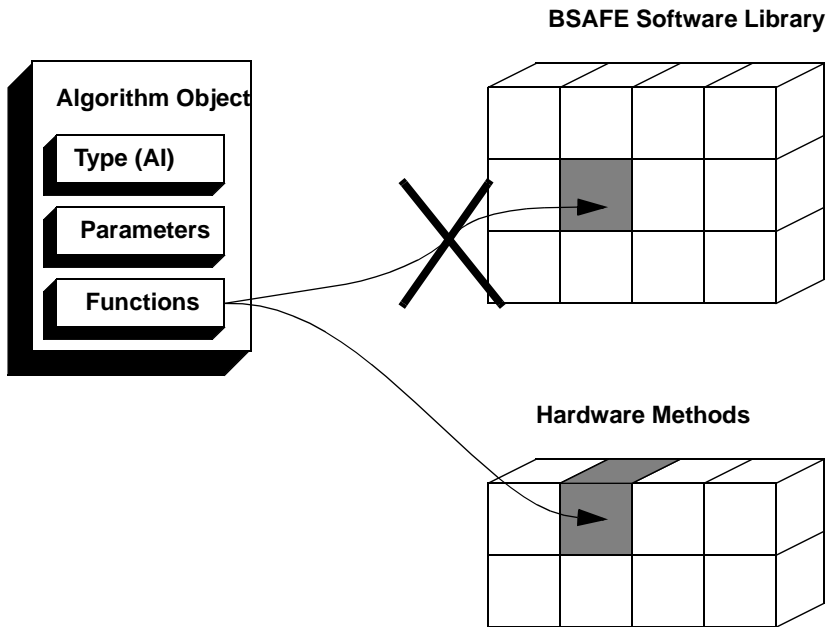 BSAFE Software Library
Algorithm Object
Type (AI)
Parameters
Functions
Hardware Methods